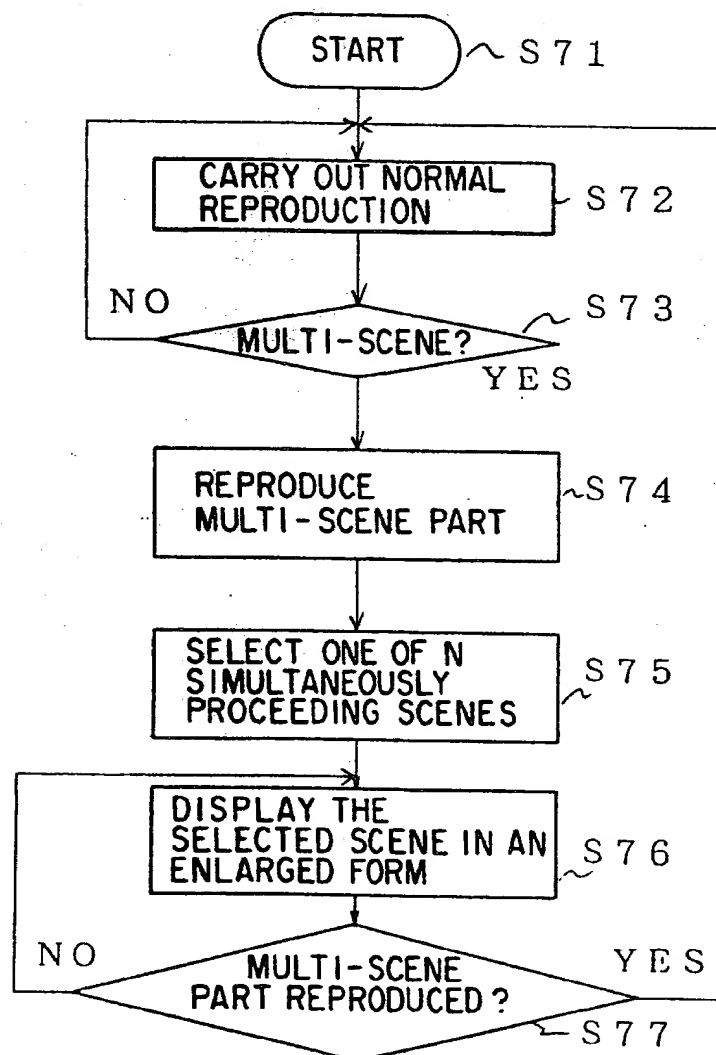 START
S71
CARRY OUT NORMAL
REPRODUCTION
S72
NO
S73
MULTI-SCENE?
YES
REPRODUCE
MULTI-SCENE PART
S74
SELECT ONE OF N
SIMULTANEOUSLY
PROCEEDING SCENES
S75
DISPLAY THE
SELECTED SCENE IN AN
ENLARGED FORM
S76
NO
MULTI-SCENE
PART REPRODUCED?
YES
S77